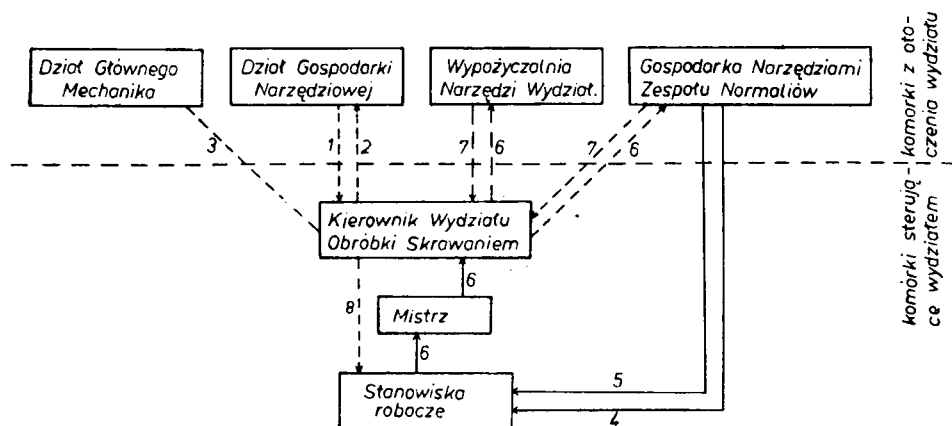 Dział Głównego
Mechanika
Dział Gospodarki
Narzędziowej
Wypożyczalnia
Narzędzi Wydział.
Gospodarka Narzędziami
Zespołu Normaliów
komórki z oto-
czenia wydziału
3
1
2
7
6
7
6
Kierownik Wydziału
Obróbki Skrawaniem
komórki sterują-
ce wydziałem
6
8
Mistrz
6
Stanowiska
robocze
5
4